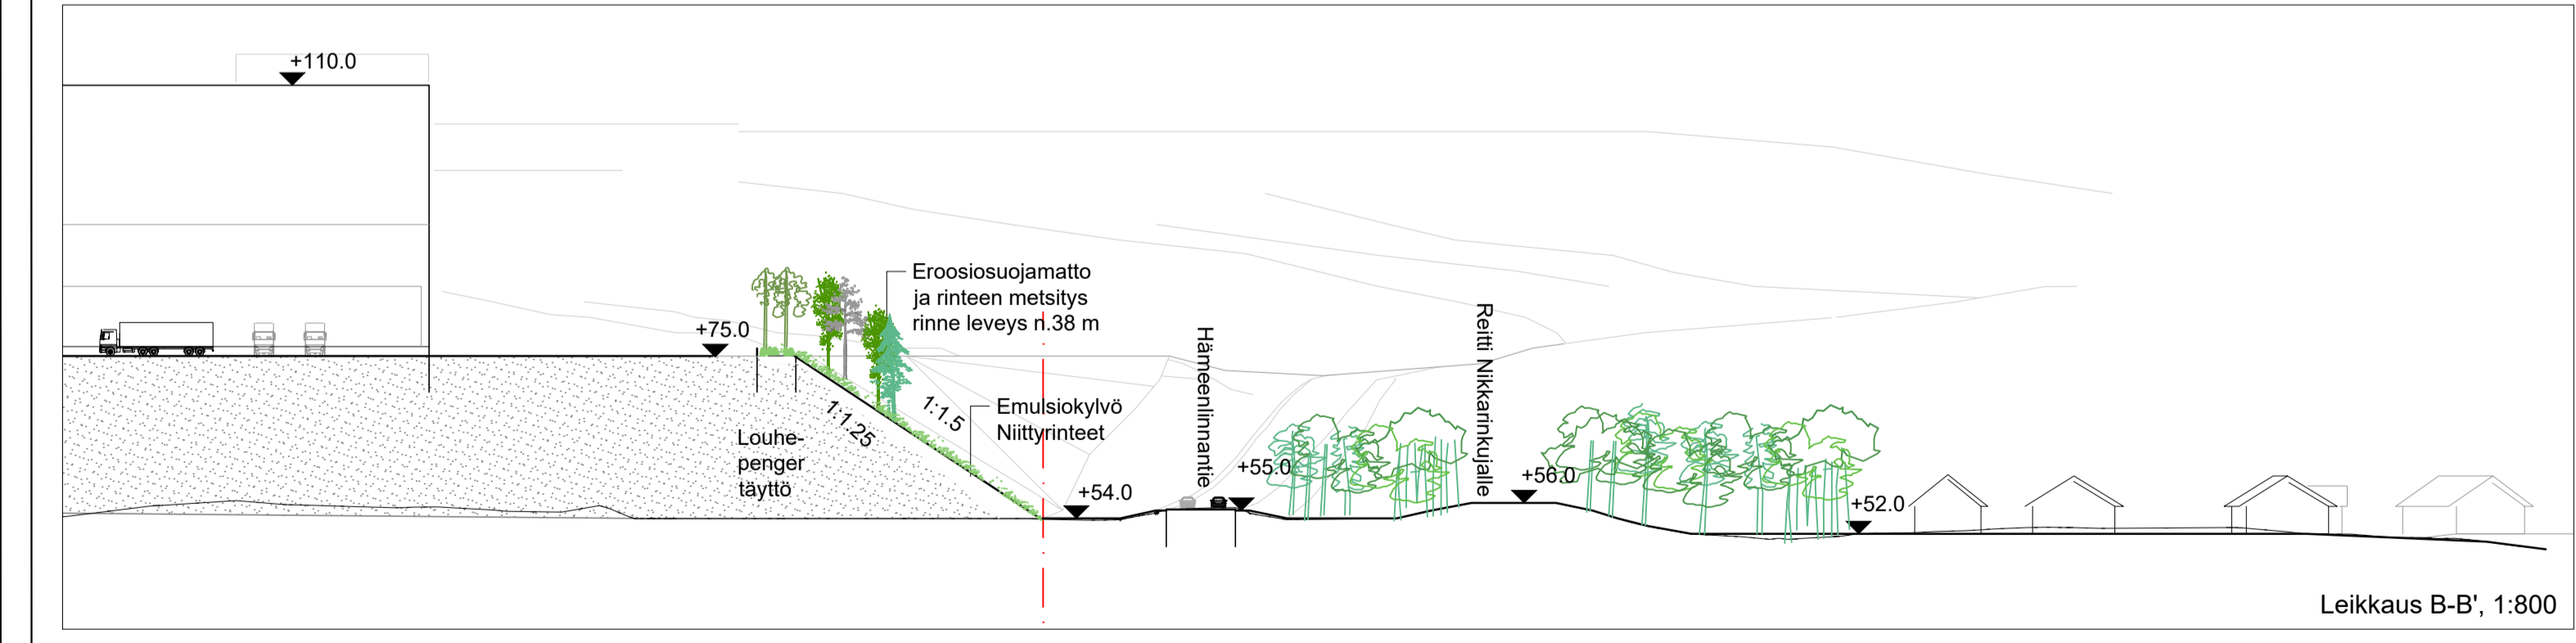 +110.0
Eroosiosuojamatto
ja rinteen metsitys
rinne leveys n.38 m
+75.0
1:1.25
1:1.5
Emulsiokylvö
Niittyrinteet
Louhe-
penger
täyttö
+54.0
Hämeenlinnantie
+55.0
Reitti Nikkarinkujalle
+56.0
+52.0
Leikkaus B-B', 1:800